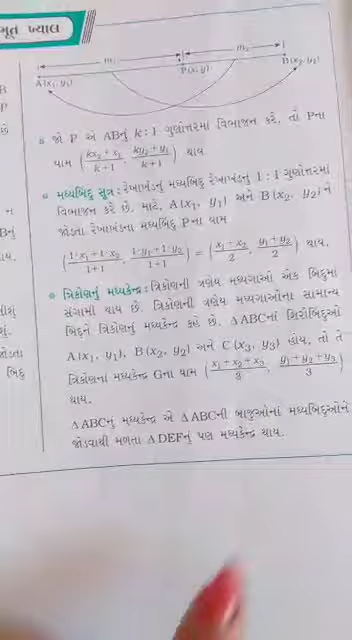 ભૂત ખ્યાલ
m₁ m₂
A(x₁, y₁) P(x, y) B(x₂, y₂)
જો P એ ABનું k : 1 ગુણોત્તરમાં વિભાજન કરે, તો Pના
યામ (kx₂ + x₁ / k + 1, ky₂ + y₁ / k + 1) થાય.
મધ્યબિંદુ સૂત્ર : રેખાખંડનું મધ્યબિંદુ રેખાખંડનું 1 : 1 ગુણોત્તરમાં
વિભાજન કરે છે. માટે, A(x₁, y₁) અને B(x₂, y₂)ને
જોડતા રેખાખંડના મધ્યબિંદુ Pના યામ
(1·x₁ + 1·x₂ / 1 + 1, 1·y₁ + 1·y₂ / 1 + 1) = (x₁ + x₂ / 2, y₁ + y₂ / 2) થાય.
ત્રિકોણનું મધ્યકેન્દ્ર : ત્રિકોણની ત્રણેય મધ્યગાઓ એક બિંદુમાં
સંગામી થાય છે. ત્રિકોણની ત્રણેય મધ્યગાઓના સામાન્ય
બિંદુને ત્રિકોણનું મધ્યકેન્દ્ર કહે છે. △ABCનાં શિરોબિંદુઓ
A(x₁, y₁), B(x₂, y₂) અને C(x₃, y₃) હોય, તો તે
ત્રિકોણના મધ્યકેન્દ્ર Gના યામ (x₁ + x₂ + x₃ / 3, y₁ + y₂ + y₃ / 3)
થાય.
△ABCનું મધ્યકેન્દ્ર એ △ABCની બાજુઓનાં મધ્યબિંદુઓને
જોડવાથી મળતા △DEFનું પણ મધ્યકેન્દ્ર થાય.